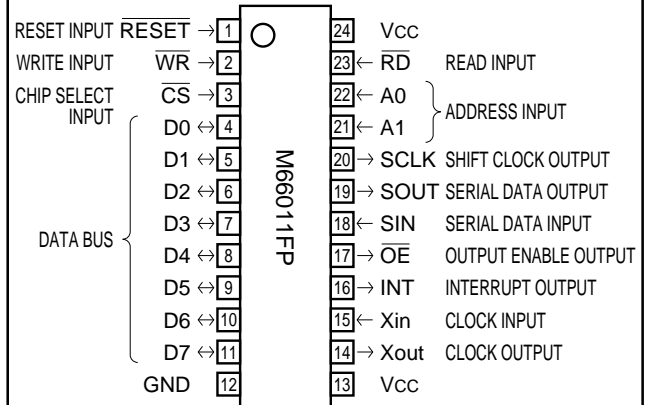 RESET INPUT RESET → 1
WRITE INPUT WR → 2
CHIP SELECT INPUT CS → 3
DATA BUS
D0 ↔ 4
D1 ↔ 5
D2 ↔ 6
D3 ↔ 7
D4 ↔ 8
D5 ↔ 9
D6 ↔ 10
D7 ↔ 11
GND 12
M66011FP
24 Vcc
23 ← RD READ INPUT
22 ← A0
21 ← A1
ADDRESS INPUT
20 → SCLK SHIFT CLOCK OUTPUT
19 → SOUT SERIAL DATA OUTPUT
18 ← SIN SERIAL DATA INPUT
17 → OE OUTPUT ENABLE OUTPUT
16 → INT INTERRUPT OUTPUT
15 ← Xin CLOCK INPUT
14 → Xout CLOCK OUTPUT
13 Vcc